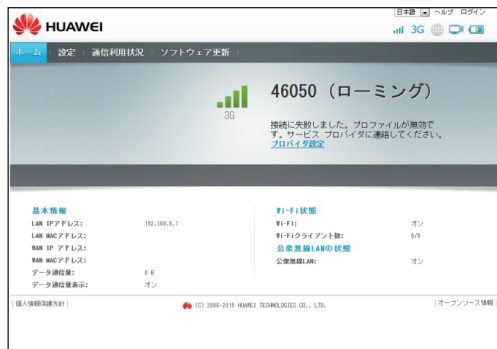 日本語 ヘルプ ログイン
HUAWEI
3G
ホーム 設定 通信利用状況 ソフトウェア更新
46050 (ローミング)
3G
接続に失敗しました。プロファイルが無効で
す。サービス プロバイダに連絡してください。
プロバイダ設定
基本情報
LAN IPアドレス: 192.168.8.1
LAN MACアドレス:
WAN IP アドレス:
WAN MACアドレス:
データ通信量: 0 B
データ通信量表示: オン
Wi-Fi状態
Wi-Fi: オン
Wi-Fiクライアント数:
公衆無線LANの状態
公衆無線LAN: オン
個人情報保護方針
(C) 2006-2015 HUAWEI TECHNOLOGIES CO., LTD.
オープンソース情報